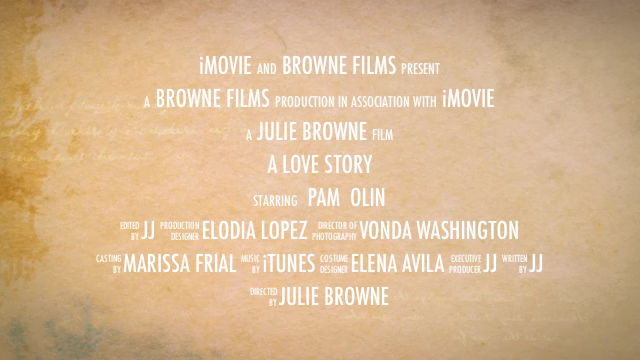 iMOVIE AND BROWNE FILMS PRESENT
A BROWNE FILMS PRODUCTION IN ASSOCIATION WITH iMOVIE
A JULIE BROWNE FILM
A LOVE STORY
STARRING PAM OLIN
EDITED BY JJ PRODUCTION DESIGNER ELODIA LOPEZ DIRECTOR OF PHOTOGRAPHY VONDA WASHINGTON
CASTING BY MARISSA FRIAL MUSIC BY iTUNES COSTUME DESIGNER ELENA AVILA EXECUTIVE PRODUCER JJ WRITTEN BY JJ
DIRECTED BY JULIE BROWNE